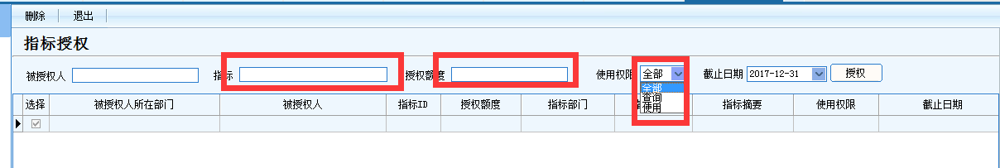 删除 退出
指标授权
被授权人 指标 授权额度 使用权限 全部 截止日期 2017-12-31 授权
全部
查询
使用
选择 被授权人所在部门 被授权人 指标ID 授权额度 指标部门 指标摘要 使用权限 截止日期